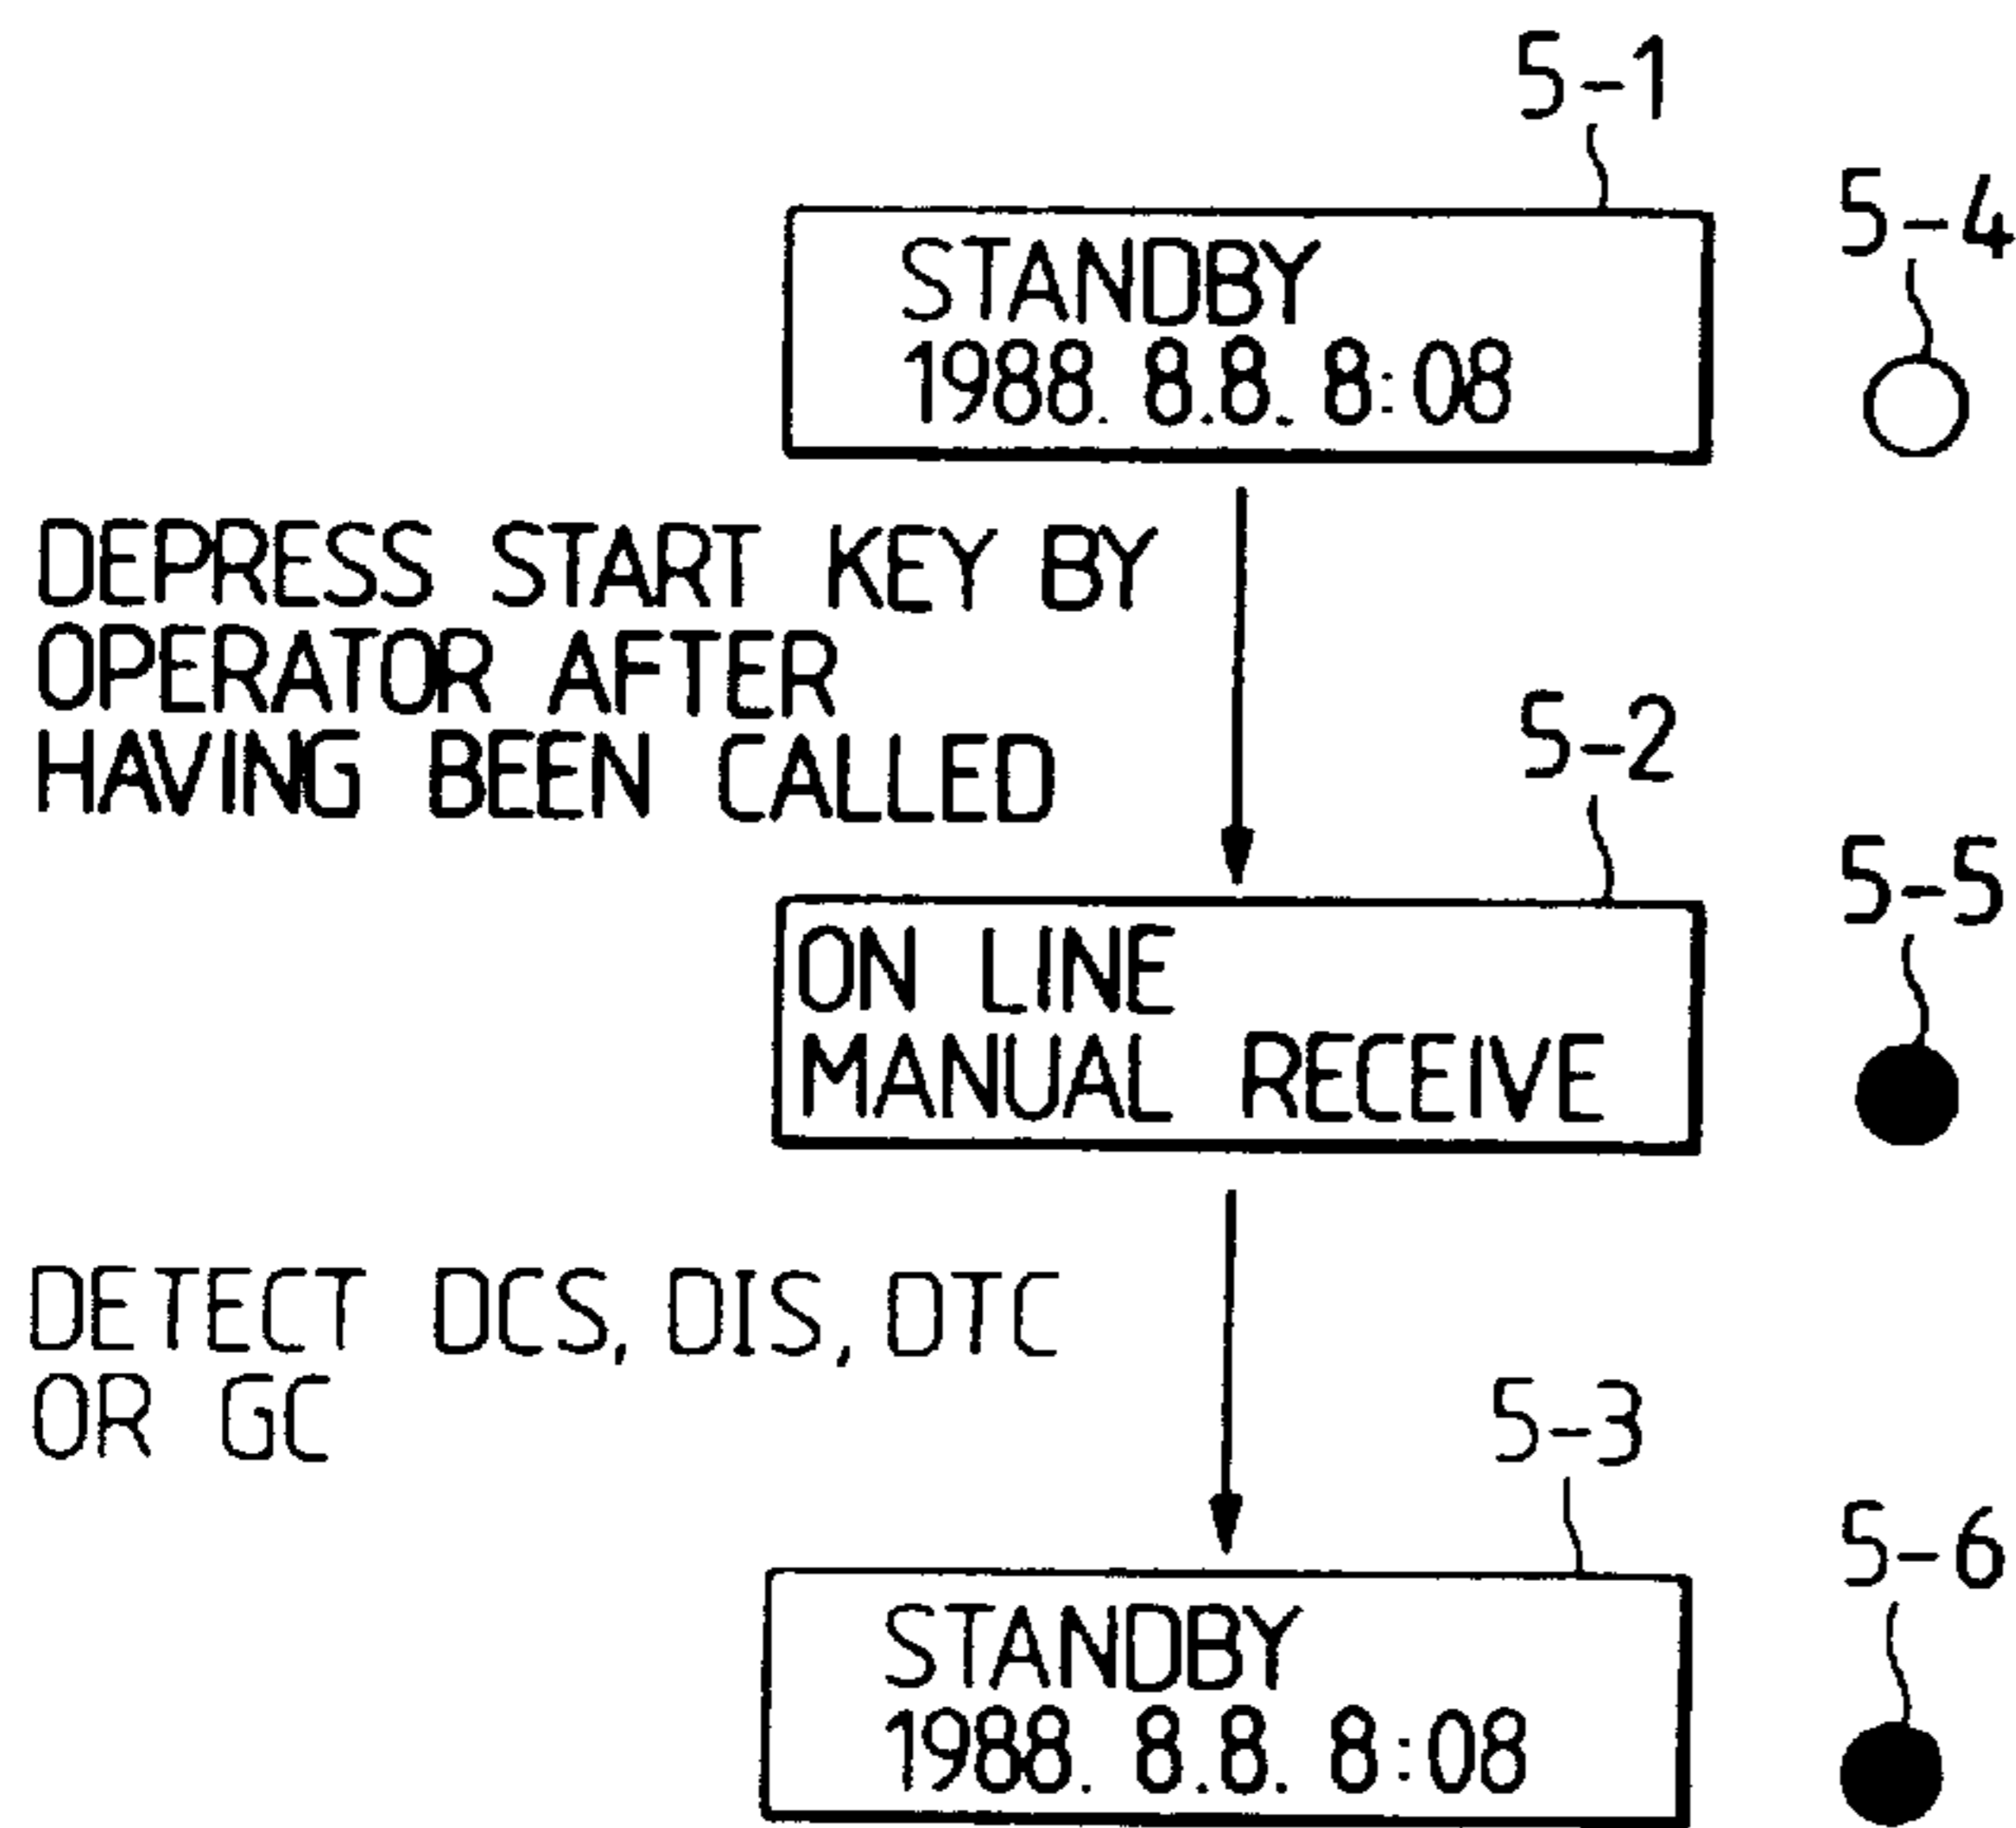 5-1
5-4
STANDBY
1988. 8.8. 8:08
DEPRESS START KEY BY
OPERATOR AFTER
HAVING BEEN CALLED
5-2
5-5
ON LINE
MANUAL RECEIVE
DETECT DCS, DIS, DTC
OR GC
5-3
5-6
STANDBY
1988. 8.8. 8:08